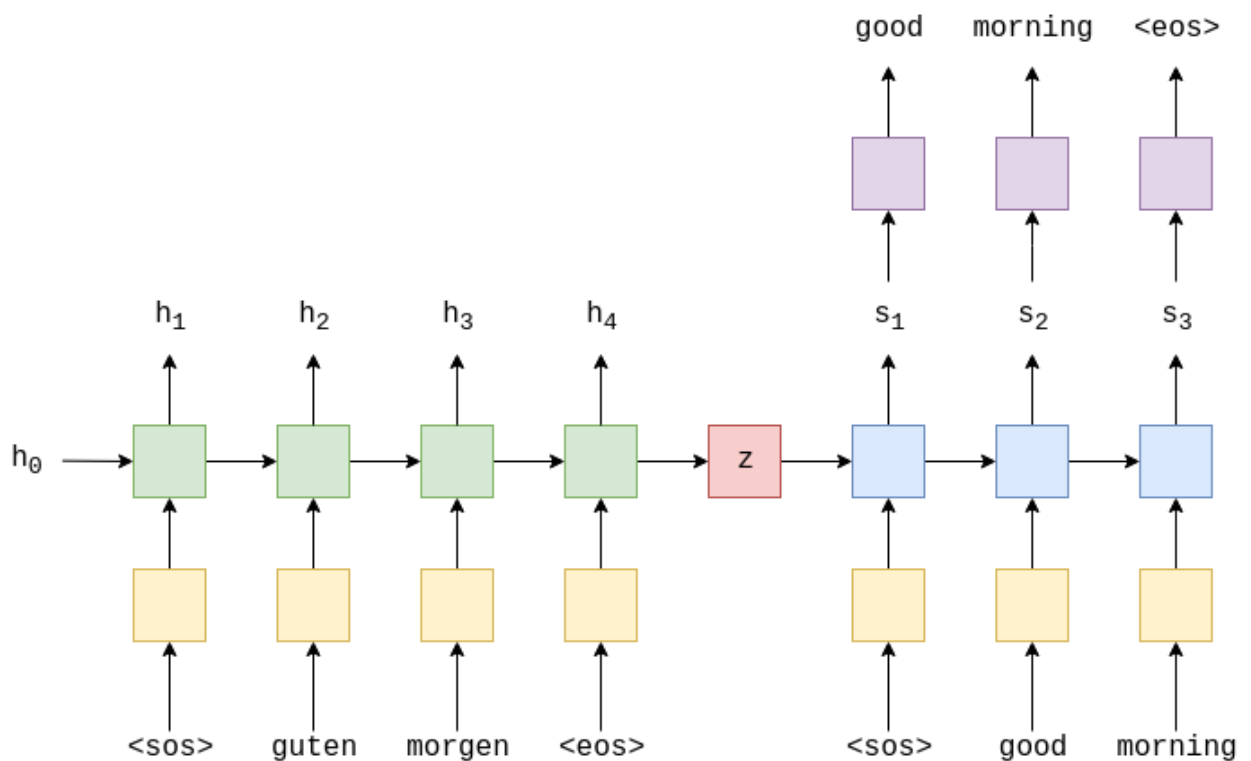 good morning <eos>
h₁ h₂ h₃ h₄ s₁ s₂ s₃
h₀ z
<sos> guten morgen <eos> <sos> good morning